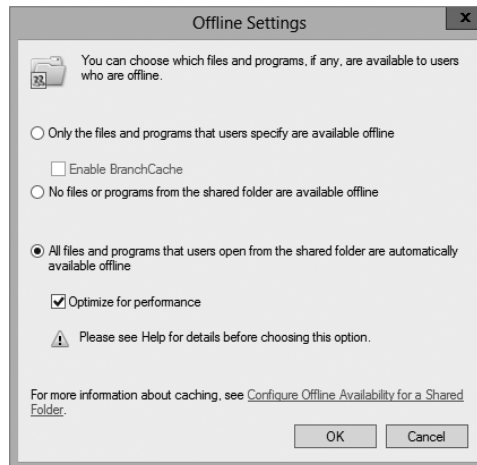 Offline Settings
x
You can choose which files and programs, if any, are available to users
who are offline.
Only the files and programs that users specify are available offline
Enable BranchCache
No files or programs from the shared folder are available offline
All files and programs that users open from the shared folder are automatically
available offline
Optimize for performance
Please see Help for details before choosing this option.
For more information about caching, see Configure Offline Availability for a Shared
Folder.
OK Cancel